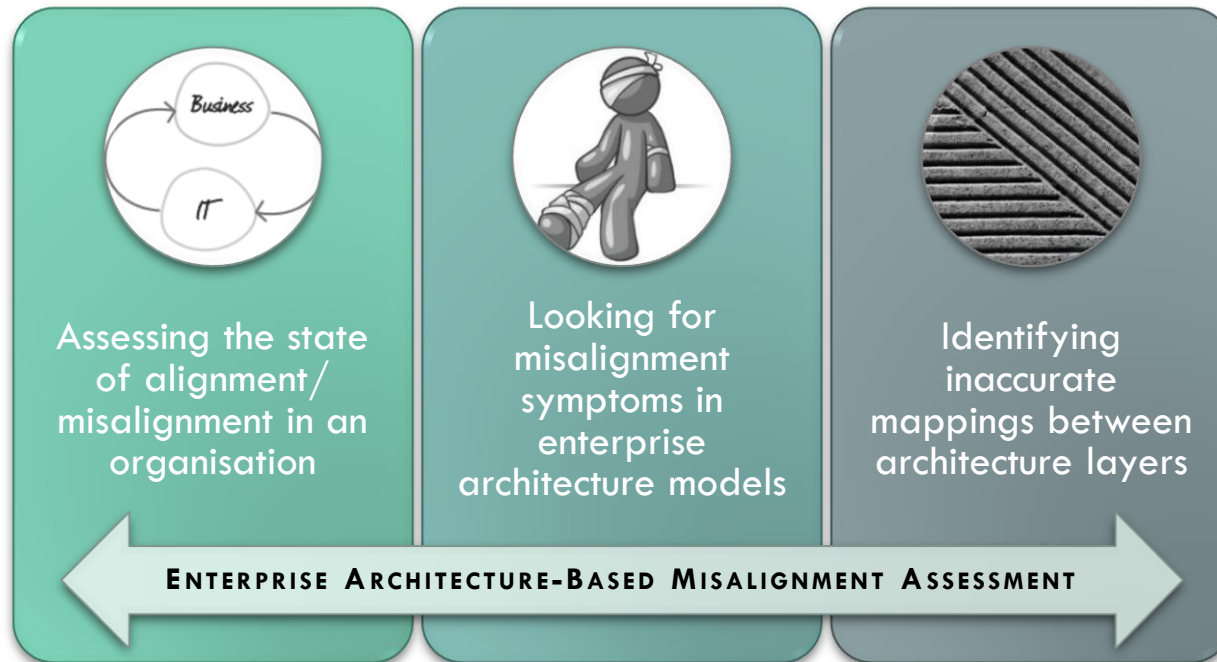 Business
IT
Assessing the state
of alignment/
misalignment in an
organisation
Looking for
misalignment
symptoms in
enterprise
architecture models
Identifying
inaccurate
mappings between
architecture layers
ENTERPRISE ARCHITECTURE-BASED MISALIGNMENT ASSESSMENT